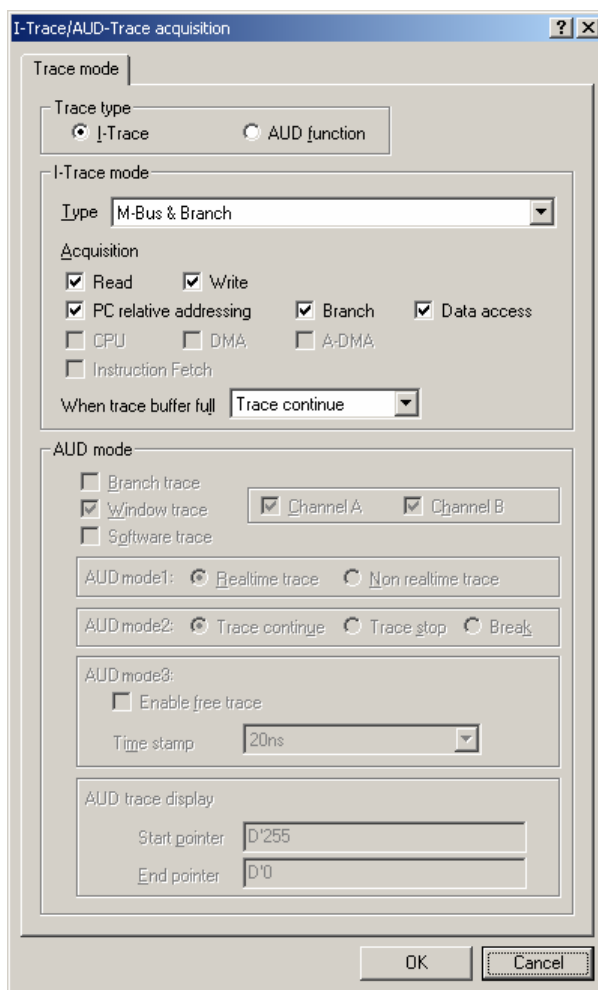 I-Trace/AUD-Trace acquisition
Trace mode
Trace type
I-Trace AUD function
I-Trace mode
Type M-Bus & Branch
Acquisition
Read Write
PC relative addressing Branch Data access
CPU DMA A-DMA
Instruction Fetch
When trace buffer full Trace continue
AUD mode
Branch trace
Window trace Channel A Channel B
Software trace
AUD mode1: Realtime trace Non realtime trace
AUD mode2: Trace continue Trace stop Break
AUD mode3:
Enable free trace
Time stamp 20ns
AUD trace display
Start pointer D'255
End pointer D'0
OK Cancel